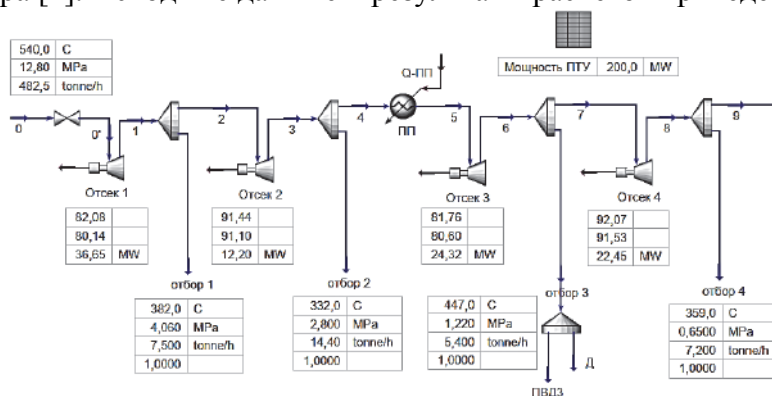 540,0 C
12,80 MPa
482,5 tonne/h
Q-ПП
Мощность ПТУ 200,0 MW
0
0'
1
2
3
4
ПП
5
6
7
8
9
Отсек 1
Отсек 2
Отсек 3
Отсек 4
82,08
80,14
36,65 MW
91,44
91,10
12,20 MW
81,76
80,60
24,32 MW
92,07
91,53
22,45 MW
отбор 1
отбор 2
отбор 3
отбор 4
382,0 C
4,060 MPa
7,500 tonne/h
1,0000
332,0 C
2,800 MPa
14,40 tonne/h
1,0000
447,0 C
1,220 MPa
5,400 tonne/h
1,0000
359,0 C
0,6500 MPa
7,200 tonne/h
1,0000
Д
ПВД3